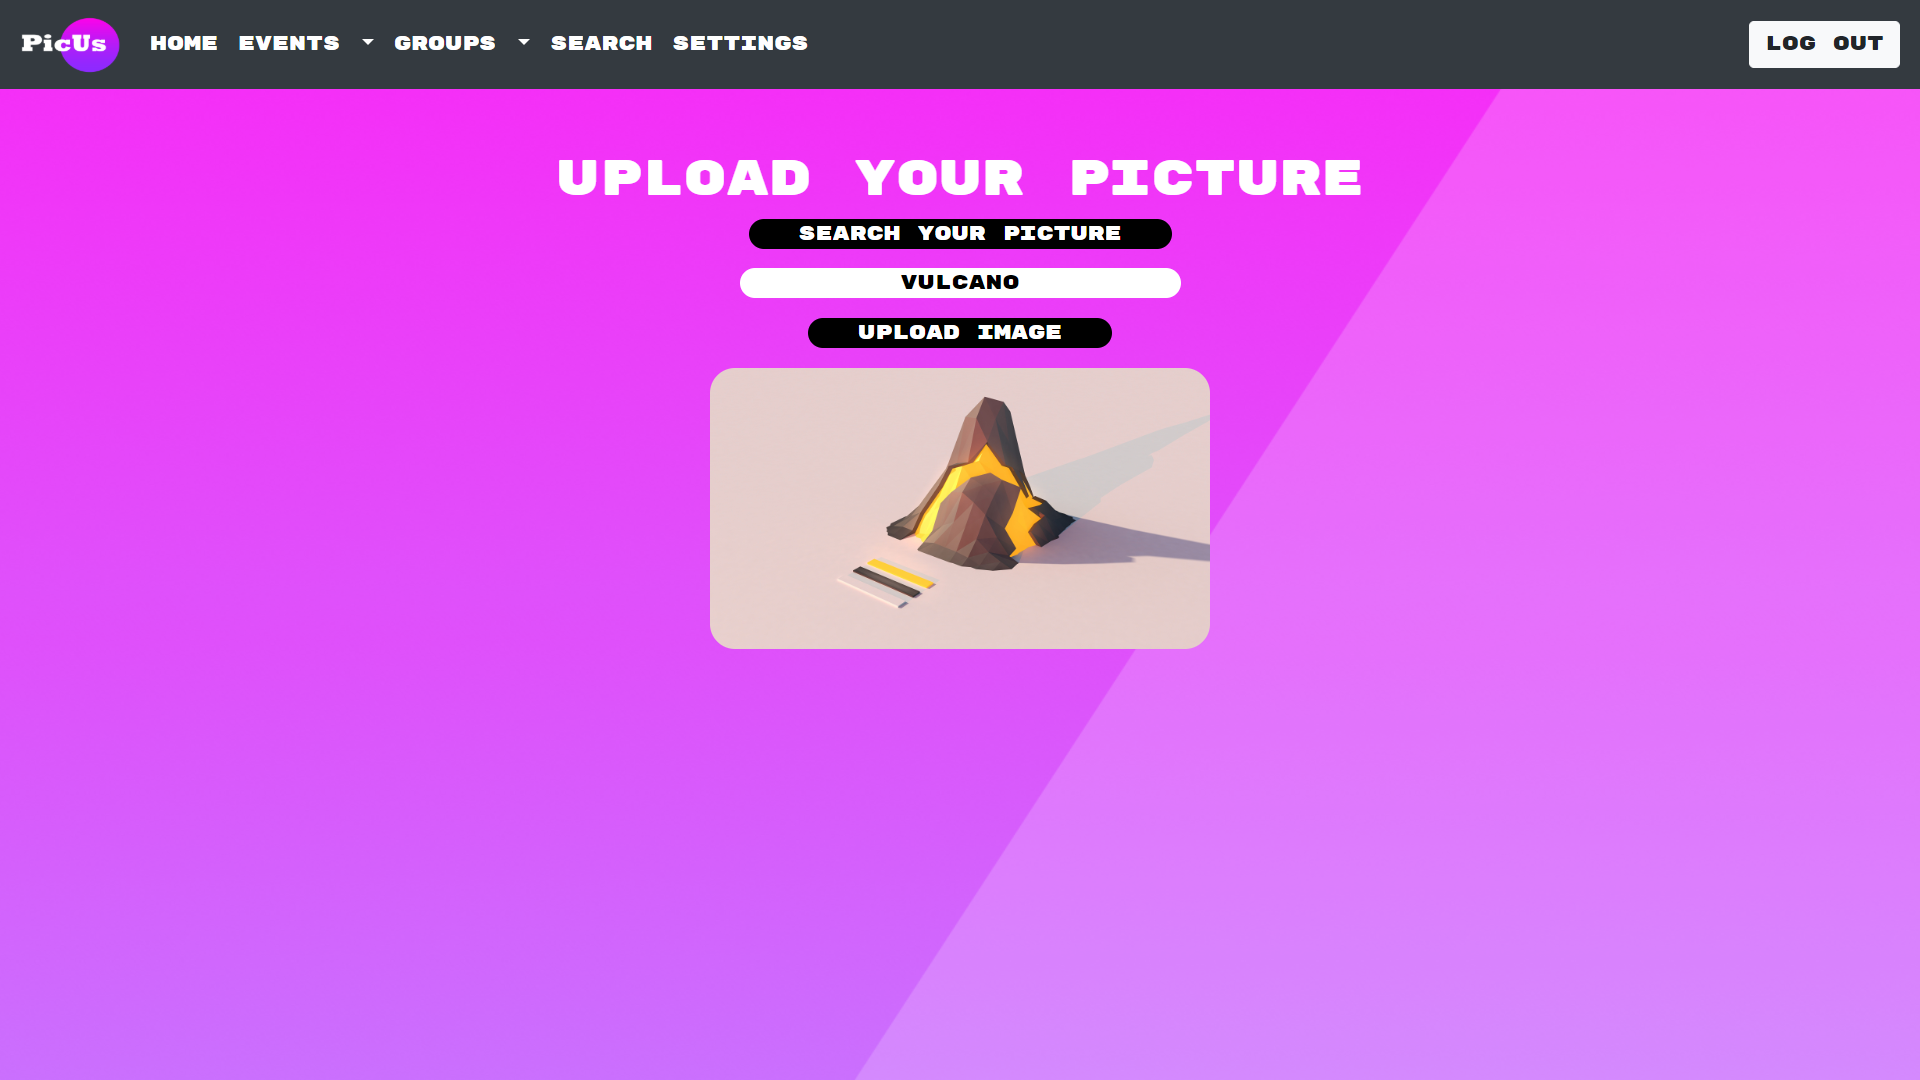 PicUs HOME EVENTS GROUPS SEARCH SETTINGS LOG OUT
UPLOAD YOUR PICTURE
SEARCH YOUR PICTURE
VULCANO
UPLOAD IMAGE